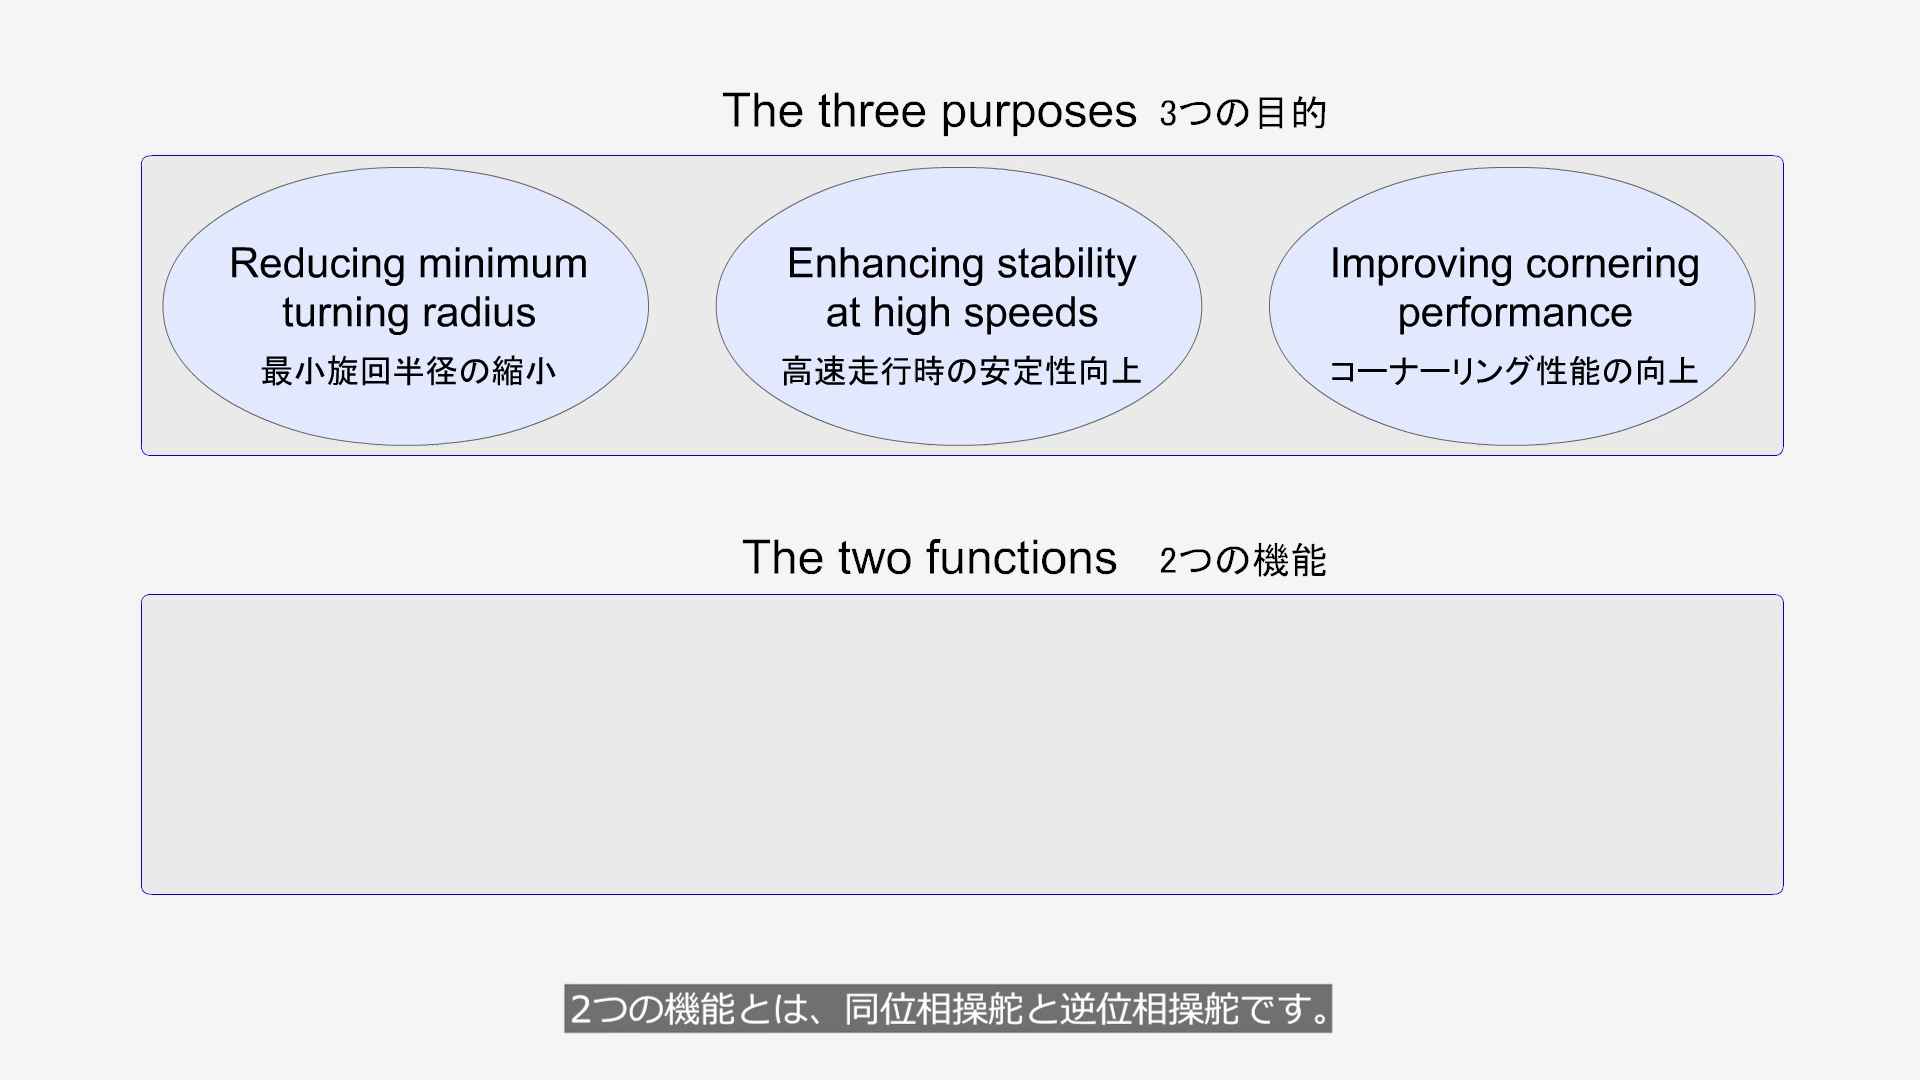 The three purposes 3つの目的
Reducing minimum
turning radius
最小旋回半径の縮小
Enhancing stability
at high speeds
高速走行時の安定性向上
Improving cornering
performance
コーナーリング性能の向上
The two functions 2つの機能
2つの機能とは、同位相操舵と逆位相操舵です。